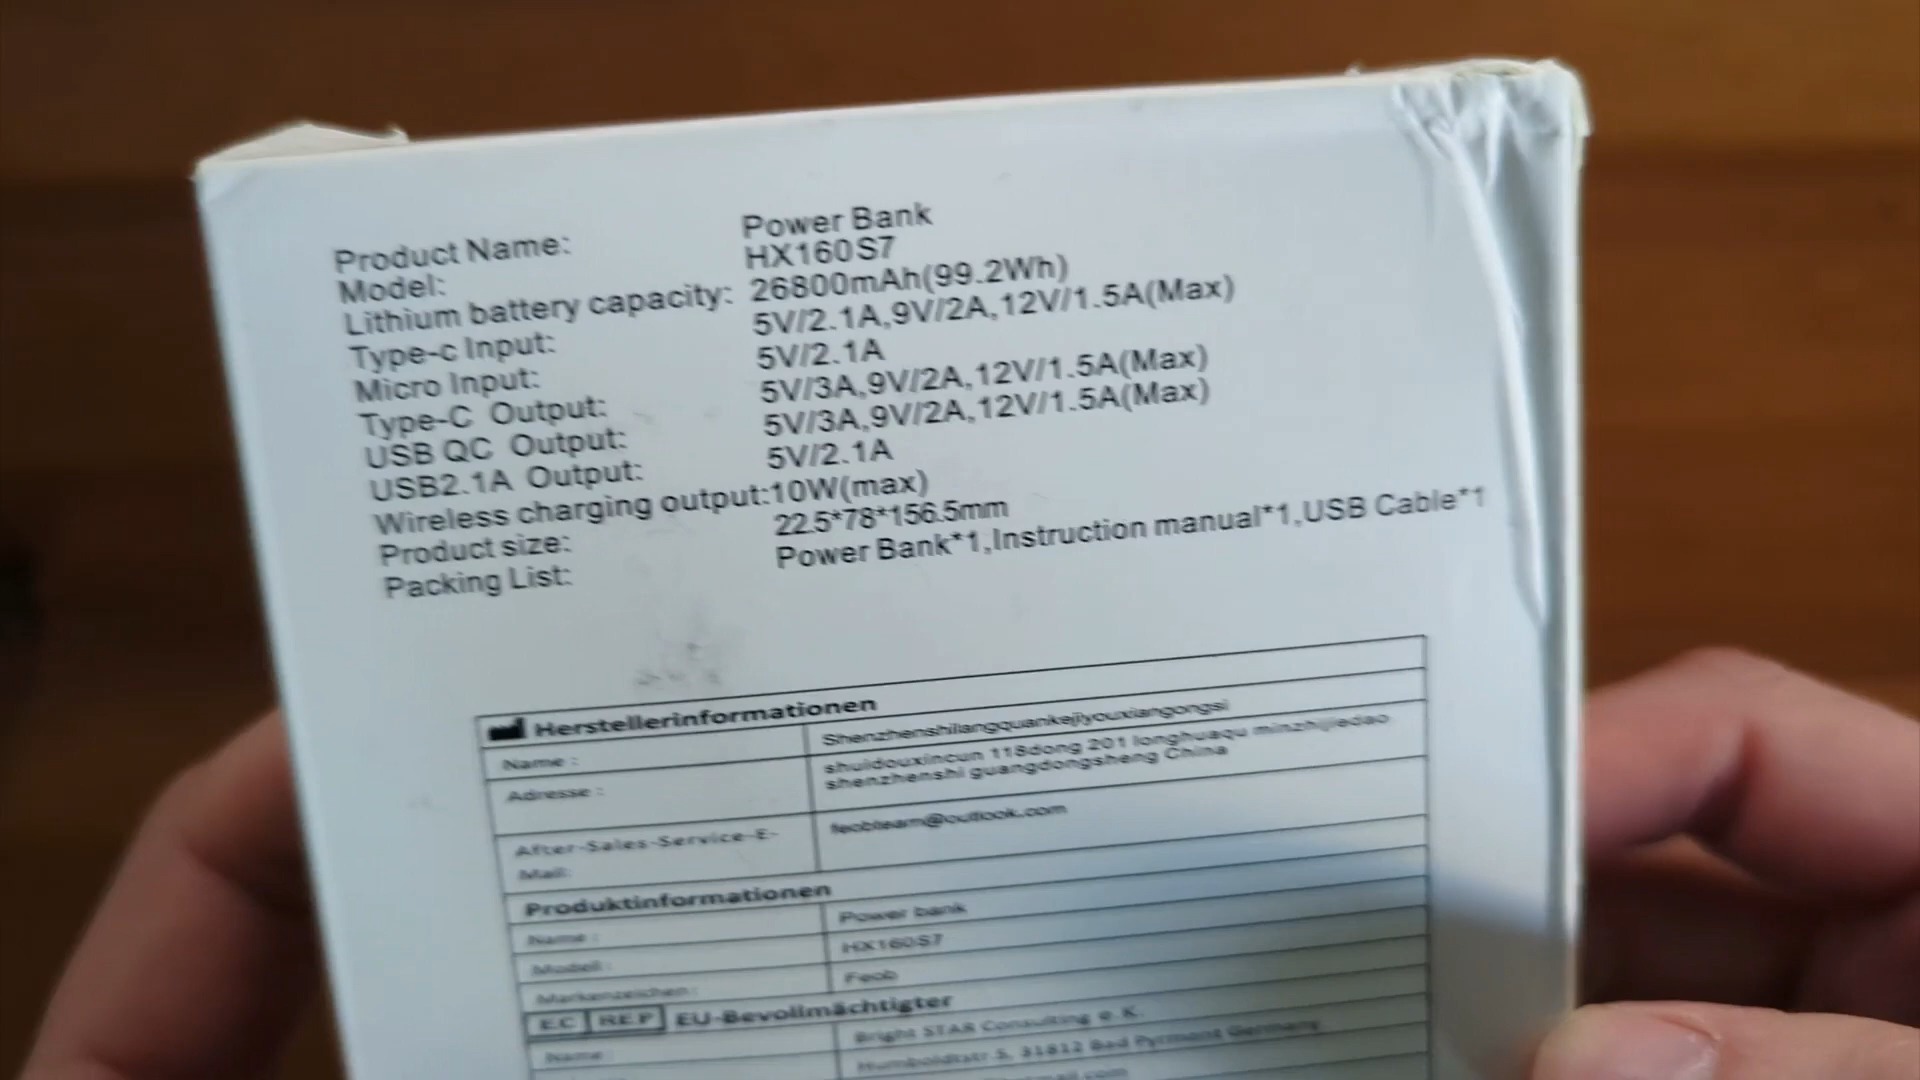 Product Name: Power Bank
Model: HX160S7
Lithium battery capacity: 26800mAh(99.2Wh)
Type-c Input: 5V/2.1A,9V/2A,12V/1.5A(Max)
Micro Input: 5V/2.1A
Type-C Output: 5V/3A,9V/2A,12V/1.5A(Max)
USB QC Output: 5V/3A,9V/2A,12V/1.5A(Max)
USB2.1A Output: 5V/2.1A
Wireless charging output:10W(max)
Product size: 22.5*78*156.5mm
Packing List: Power Bank*1,Instruction manual*1,USB Cable*1
Herstellerinformationen
Name : Shenzhenshilangquankejiyouxiangongsi
Adresse : shuidouxincun 118dong 201 longhuaqu minzhijiedao
shenzhenshi guangdongsheng China
After-Sales-Service-E- feobteam@outlook.com
Mail:
Produktinformationen
Name : Power bank
Modell: HX160S7
Markenzeichen: Feob
EC REP EU-Bevollmächtigter
Name : Bright STAR Consulting e.K.
Humboldtstr 5, 31812 Bad Pyrmont Germany